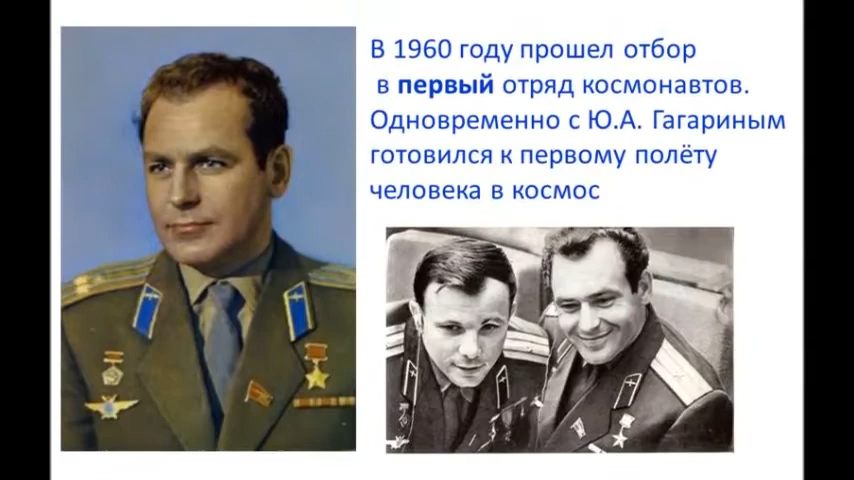 В 1960 году прошел отбор
в первый отряд космонавтов.
Одновременно с Ю.А. Гагариным
готовился к первому полёту
человека в космос